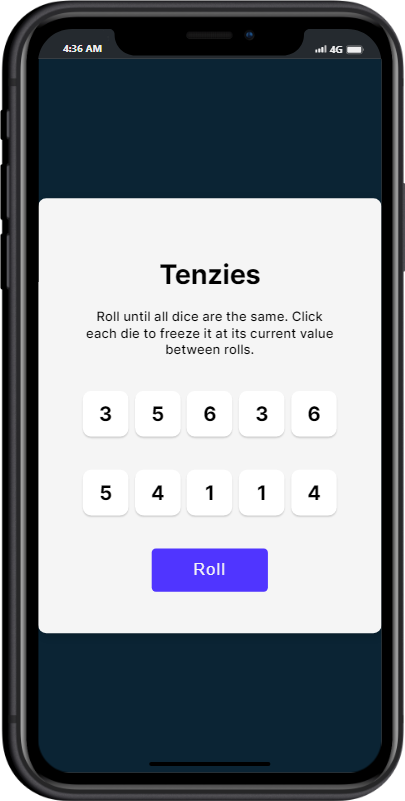 4:36 AM 4G
Tenzies
Roll until all dice are the same. Click
each die to freeze it at its current value
between rolls.
3 5 6 3 6
5 4 1 1 4
Roll